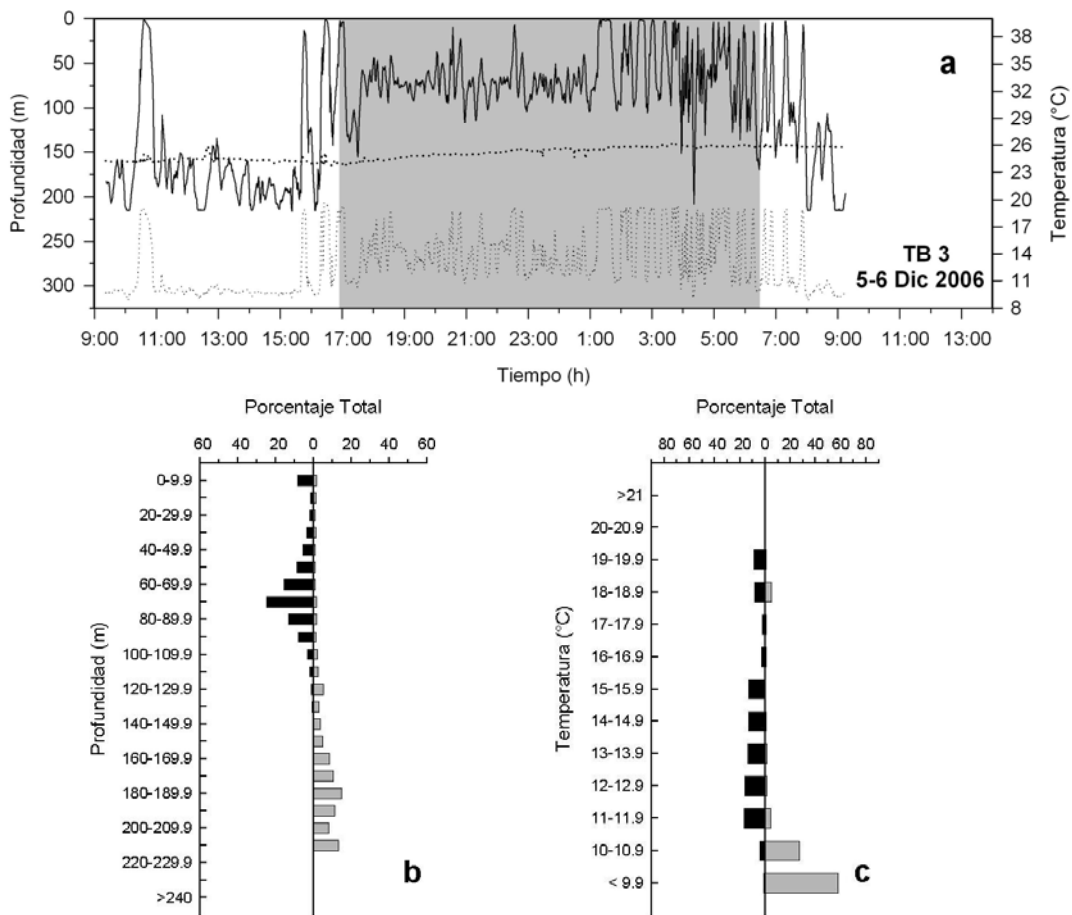 0
50
100
150
200
250
300
Profundidad (m)
38
35
32
29
26
23
20
17
14
11
8
Temperatura (°C)
a
TB 3
5-6 Dic 2006
9:00 11:00 13:00 15:00 17:00 19:00 21:00 23:00 1:00 3:00 5:00 7:00 9:00 11:00 13:00
Tiempo (h)
Porcentaje Total
60 40 20 0 20 40 60
0-9.9
20-29.9
40-49.9
60-69.9
80-89.9
100-109.9
120-129.9
140-149.9
160-169.9
180-189.9
200-209.9
220-229.9
>240
Profundidad (m)
b
Porcentaje Total
80 60 40 20 0 20 40 60 80
>21
20-20.9
19-19.9
18-18.9
17-17.9
16-16.9
15-15.9
14-14.9
13-13.9
12-12.9
11-11.9
10-10.9
< 9.9
Temperatura (°C)
c